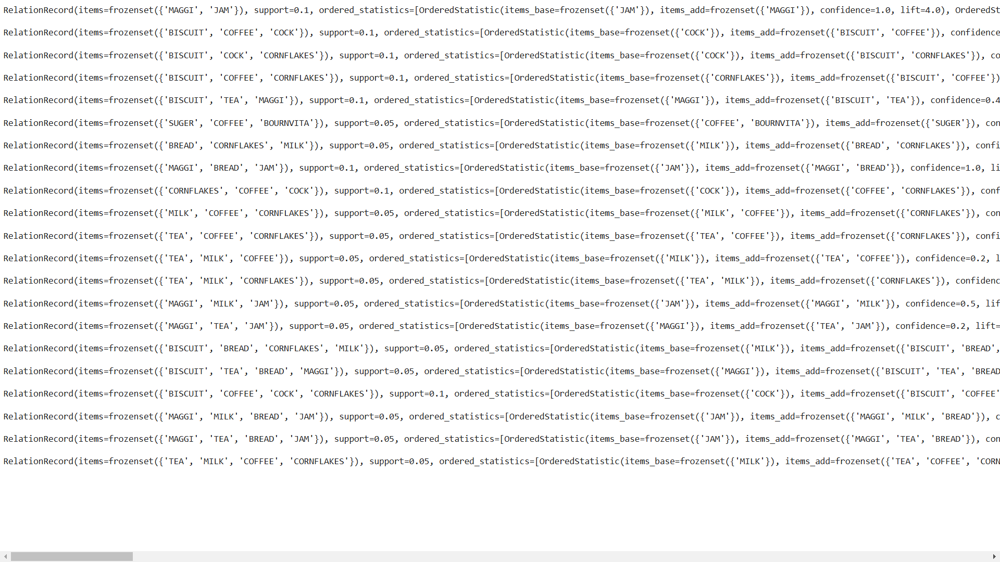 RelationRecord(items=frozenset({'MAGGI', 'JAM'}), support=0.1, ordered_statistics=[OrderedStatistic(items_base=frozenset({'JAM'}), items_add=frozenset({'MAGGI'}), confidence=1.0, lift=4.0), OrderedSt
RelationRecord(items=frozenset({'BISCUIT', 'COFFEE', 'COCK'}), support=0.1, ordered_statistics=[OrderedStatistic(items_base=frozenset({'COCK'}), items_add=frozenset({'BISCUIT', 'COFFEE'}), confidence
RelationRecord(items=frozenset({'BISCUIT', 'COCK', 'CORNFLAKES'}), support=0.1, ordered_statistics=[OrderedStatistic(items_base=frozenset({'COCK'}), items_add=frozenset({'BISCUIT', 'CORNFLAKES'}), co
RelationRecord(items=frozenset({'BISCUIT', 'COFFEE', 'CORNFLAKES'}), support=0.1, ordered_statistics=[OrderedStatistic(items_base=frozenset({'CORNFLAKES'}), items_add=frozenset({'BISCUIT', 'COFFEE'})
RelationRecord(items=frozenset({'BISCUIT', 'TEA', 'MAGGI'}), support=0.1, ordered_statistics=[OrderedStatistic(items_base=frozenset({'MAGGI'}), items_add=frozenset({'BISCUIT', 'TEA'}), confidence=0.4
RelationRecord(items=frozenset({'SUGER', 'COFFEE', 'BOURNVITA'}), support=0.05, ordered_statistics=[OrderedStatistic(items_base=frozenset({'COFFEE', 'BOURNVITA'}), items_add=frozenset({'SUGER'}), con
RelationRecord(items=frozenset({'BREAD', 'CORNFLAKES', 'MILK'}), support=0.05, ordered_statistics=[OrderedStatistic(items_base=frozenset({'MILK'}), items_add=frozenset({'BREAD', 'CORNFLAKES'}), confi
RelationRecord(items=frozenset({'MAGGI', 'BREAD', 'JAM'}), support=0.1, ordered_statistics=[OrderedStatistic(items_base=frozenset({'JAM'}), items_add=frozenset({'MAGGI', 'BREAD'}), confidence=1.0, li
RelationRecord(items=frozenset({'CORNFLAKES', 'COFFEE', 'COCK'}), support=0.1, ordered_statistics=[OrderedStatistic(items_base=frozenset({'COCK'}), items_add=frozenset({'COFFEE', 'CORNFLAKES'}), conf
RelationRecord(items=frozenset({'MILK', 'COFFEE', 'CORNFLAKES'}), support=0.05, ordered_statistics=[OrderedStatistic(items_base=frozenset({'MILK', 'COFFEE'}), items_add=frozenset({'CORNFLAKES'}), con
RelationRecord(items=frozenset({'TEA', 'COFFEE', 'CORNFLAKES'}), support=0.05, ordered_statistics=[OrderedStatistic(items_base=frozenset({'TEA', 'COFFEE'}), items_add=frozenset({'CORNFLAKES'}), confi
RelationRecord(items=frozenset({'TEA', 'MILK', 'COFFEE'}), support=0.05, ordered_statistics=[OrderedStatistic(items_base=frozenset({'MILK'}), items_add=frozenset({'TEA', 'COFFEE'}), confidence=0.2, l
RelationRecord(items=frozenset({'TEA', 'MILK', 'CORNFLAKES'}), support=0.05, ordered_statistics=[OrderedStatistic(items_base=frozenset({'TEA', 'MILK'}), items_add=frozenset({'CORNFLAKES'}), confidenc
RelationRecord(items=frozenset({'MAGGI', 'MILK', 'JAM'}), support=0.05, ordered_statistics=[OrderedStatistic(items_base=frozenset({'JAM'}), items_add=frozenset({'MAGGI', 'MILK'}), confidence=0.5, lif
RelationRecord(items=frozenset({'MAGGI', 'TEA', 'JAM'}), support=0.05, ordered_statistics=[OrderedStatistic(items_base=frozenset({'MAGGI'}), items_add=frozenset({'TEA', 'JAM'}), confidence=0.2, lift=
RelationRecord(items=frozenset({'BISCUIT', 'BREAD', 'CORNFLAKES', 'MILK'}), support=0.05, ordered_statistics=[OrderedStatistic(items_base=frozenset({'MILK'}), items_add=frozenset({'BISCUIT', 'BREAD',
RelationRecord(items=frozenset({'BISCUIT', 'TEA', 'BREAD', 'MAGGI'}), support=0.05, ordered_statistics=[OrderedStatistic(items_base=frozenset({'MAGGI'}), items_add=frozenset({'BISCUIT', 'TEA', 'BREAD
RelationRecord(items=frozenset({'BISCUIT', 'COFFEE', 'COCK', 'CORNFLAKES'}), support=0.1, ordered_statistics=[OrderedStatistic(items_base=frozenset({'COCK'}), items_add=frozenset({'BISCUIT', 'COFFEE'
RelationRecord(items=frozenset({'MAGGI', 'MILK', 'BREAD', 'JAM'}), support=0.05, ordered_statistics=[OrderedStatistic(items_base=frozenset({'JAM'}), items_add=frozenset({'MAGGI', 'MILK', 'BREAD'}), c
RelationRecord(items=frozenset({'MAGGI', 'TEA', 'BREAD', 'JAM'}), support=0.05, ordered_statistics=[OrderedStatistic(items_base=frozenset({'JAM'}), items_add=frozenset({'MAGGI', 'TEA', 'BREAD'}), con
RelationRecord(items=frozenset({'TEA', 'MILK', 'COFFEE', 'CORNFLAKES'}), support=0.05, ordered_statistics=[OrderedStatistic(items_base=frozenset({'MILK'}), items_add=frozenset({'TEA', 'COFFEE', 'CORN